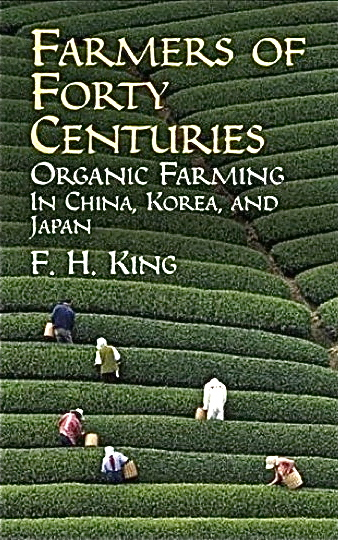 FARMERS OF
FORTY
CENTURIES
ORGANIC FARMING
IN CHINA, KOREA, AND
JAPAN
F. H. KING